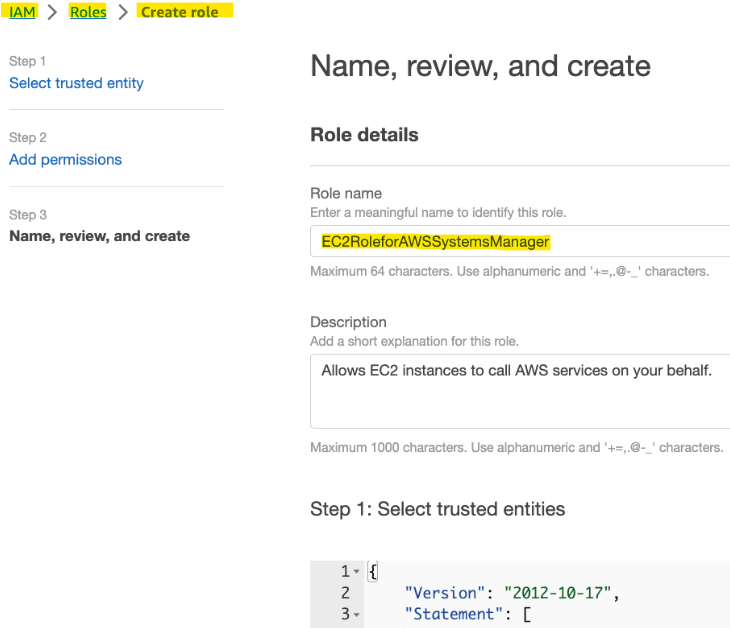 IAM > Roles > Create role
Step 1
Select trusted entity
Step 2
Add permissions
Step 3
Name, review, and create
Name, review, and create
Role details
Role name
Enter a meaningful name to identify this role.
EC2RoleforAWSSystemsManager
Maximum 64 characters. Use alphanumeric and '+=,.@-_' characters.
Description
Add a short explanation for this role.
Allows EC2 instances to call AWS services on your behalf.
Maximum 1000 characters. Use alphanumeric and '+=,.@-_' characters.
Step 1: Select trusted entities
1 {
2 "Version": "2012-10-17",
3 "Statement": [